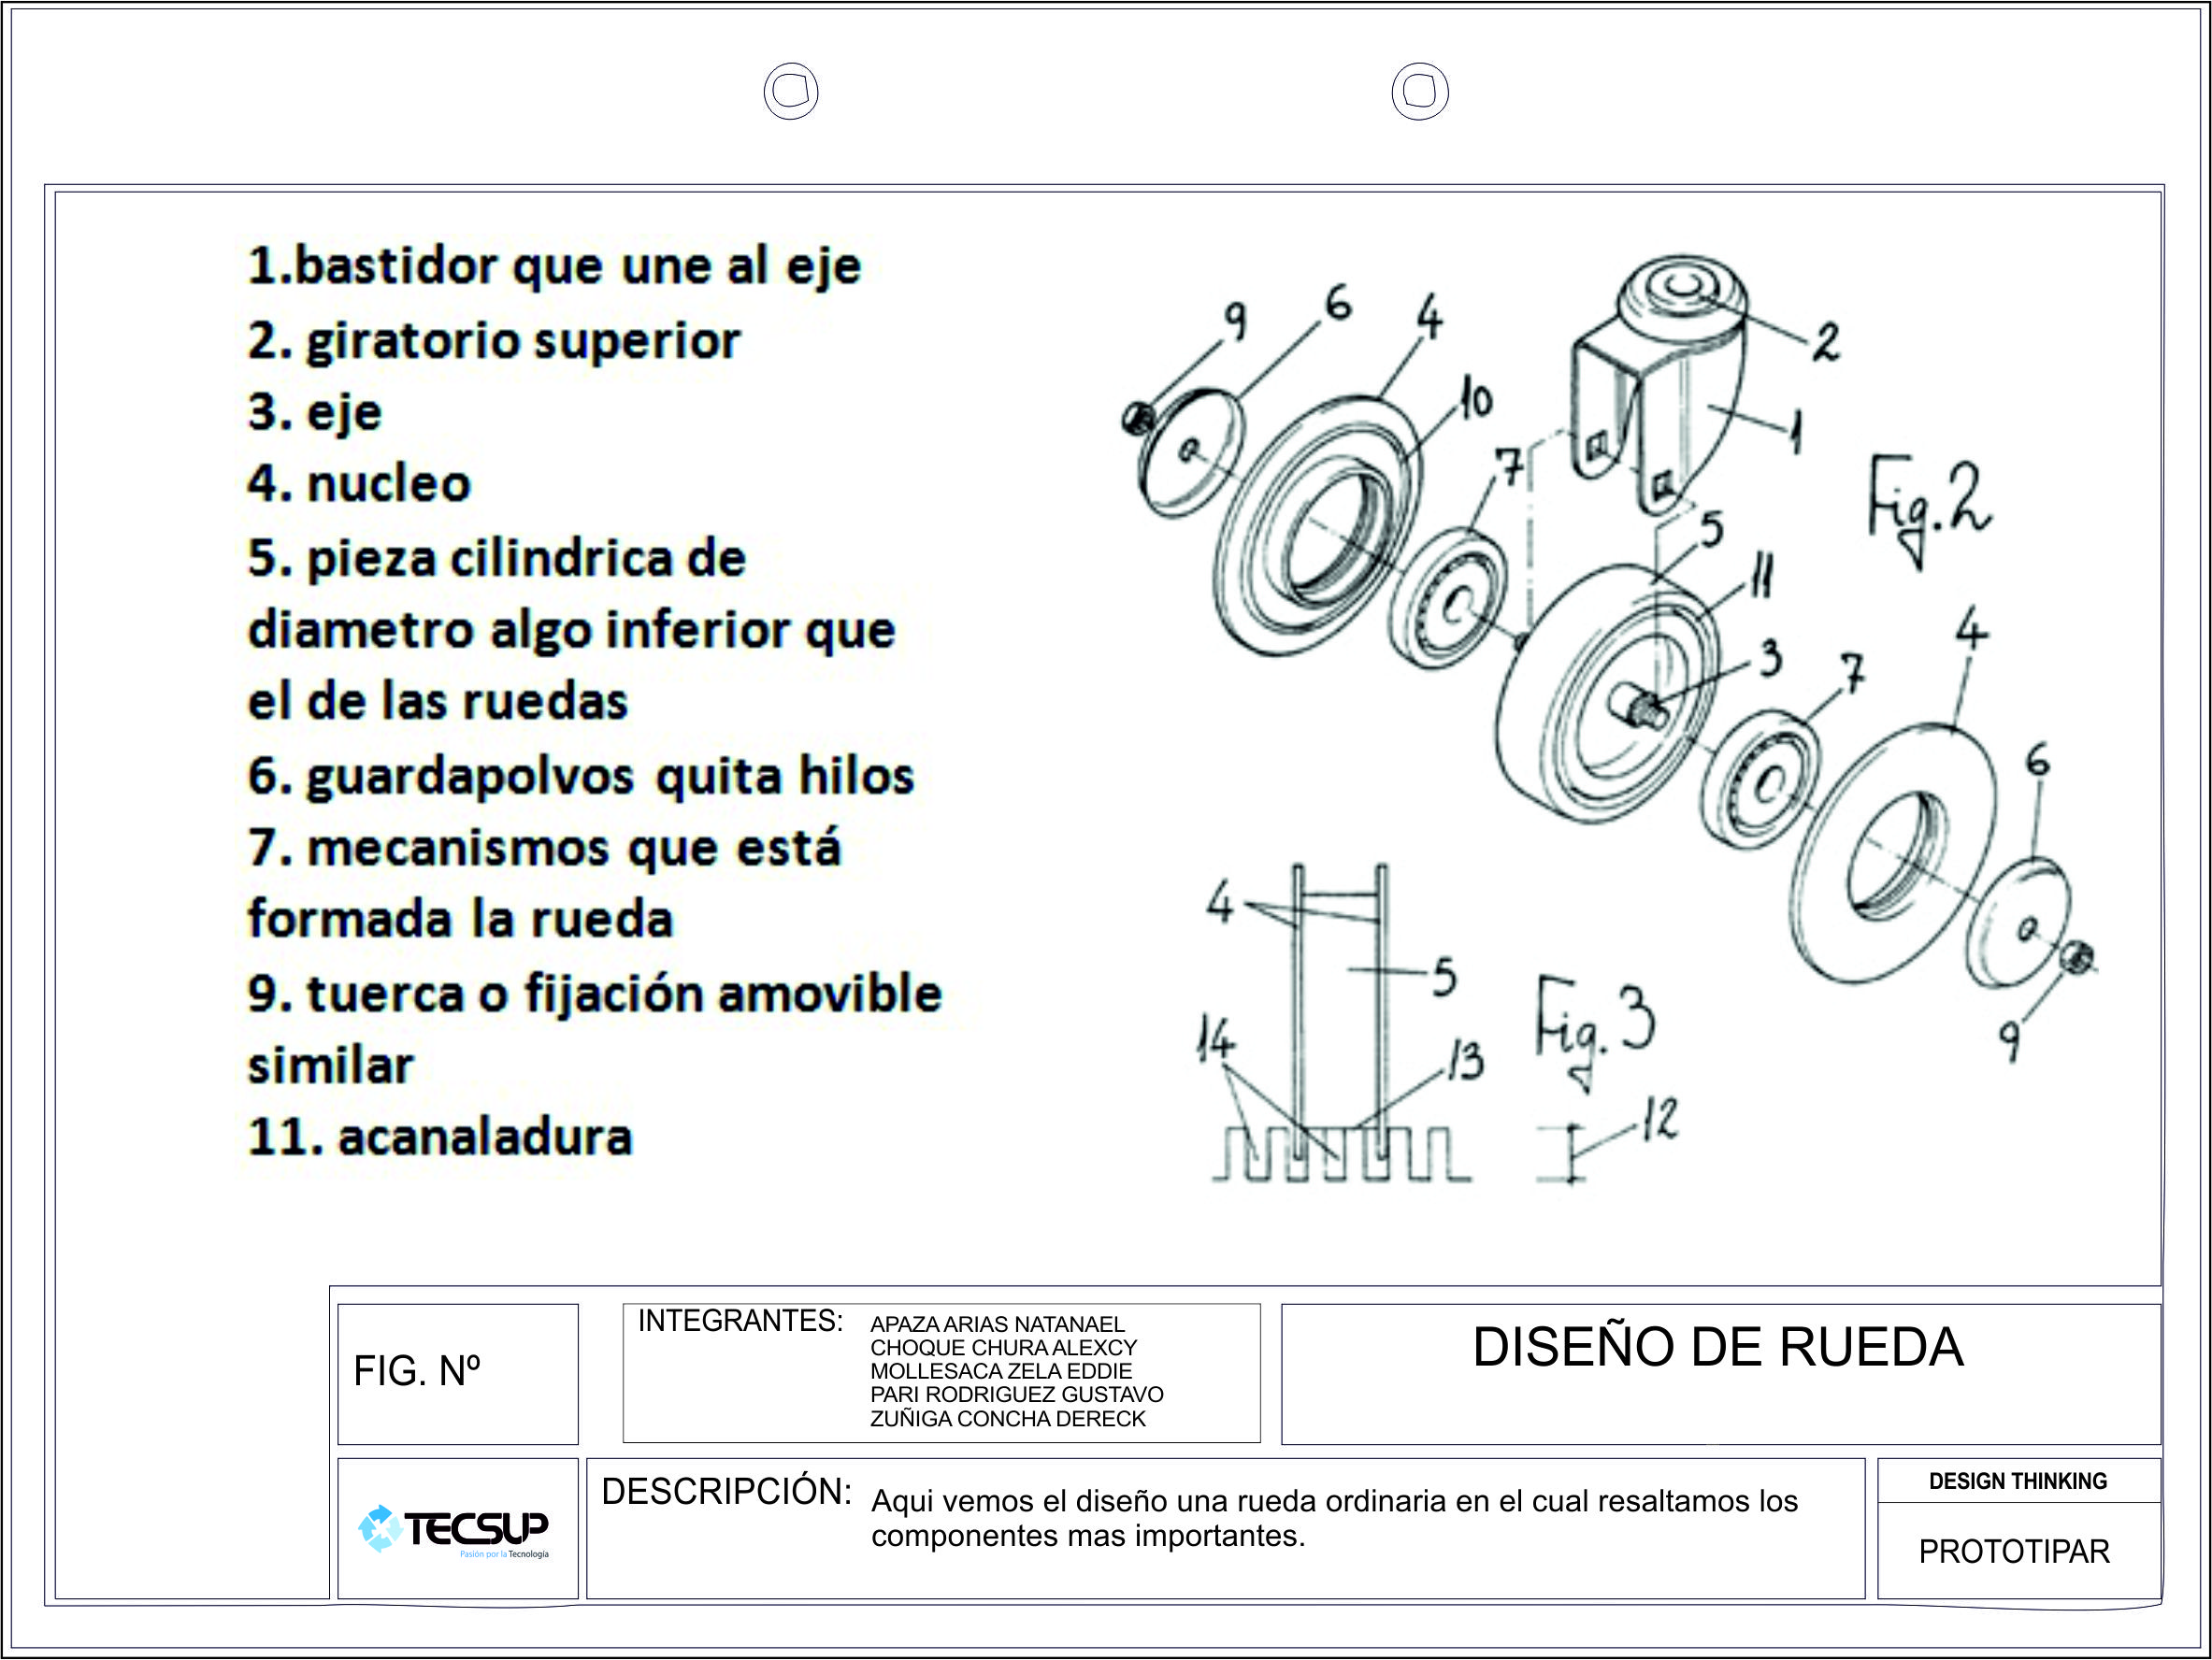 1.bastidor que une al eje
2. giratorio superior
3. eje
4. nucleo
5. pieza cilindrica de
diametro algo inferior que
el de las ruedas
6. guardapolvos quita hilos
7. mecanismos que está
formada la rueda
9. tuerca o fijación amovible
similar
11. acanaladura
9
6
4
10
7
2
1
Fig.2
5
11
3
7
4
6
9
4
5
14
13
Fig.3
12
FIG. Nº
INTEGRANTES:
APAZA ARIAS NATANAEL
CHOQUE CHURA ALEXCY
MOLLESACA ZELA EDDIE
PARI RODRIGUEZ GUSTAVO
ZUÑIGA CONCHA DERECK
DISEÑO DE RUEDA
TECSUP
Pasión por la Tecnología
DESCRIPCIÓN:
Aqui vemos el diseño una rueda ordinaria en el cual resaltamos los
componentes mas importantes.
DESIGN THINKING
PROTOTIPAR